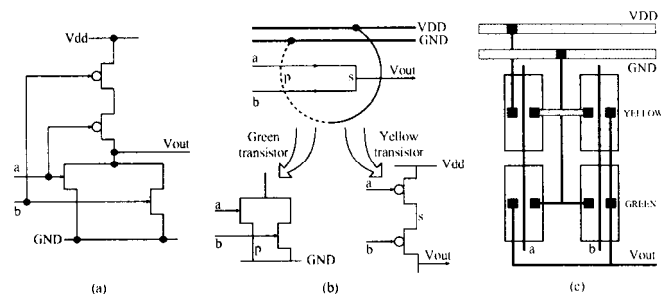 Vdd
Vout
a
b
GND
(a)
VDD
GND
a
p
s
Vout
b
Green
transistor
Yellow
transistor
Vdd
a
s
a
b
p
GND
b
Vout
(b)
VDD
GND
YELLOW
GREEN
a
b
Vout
(c)